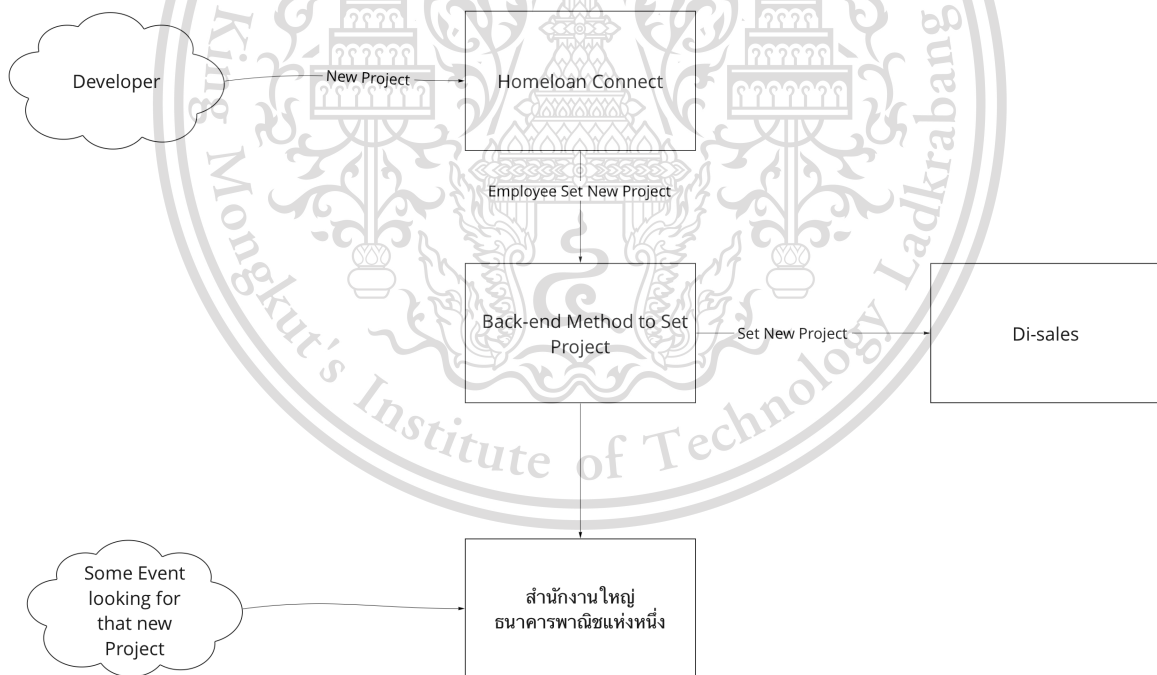 Developer
New Project
Homeloan Connect
Employee Set New Project
Back-end Method to Set
Project
Set New Project
Di-sales
Some Event
looking for
that new
Project
สำนักงานใหญ่
ธนาคารพาณิชแห่งหนึ่ง
King Mongkut's Institute of Technology Ladkrabang